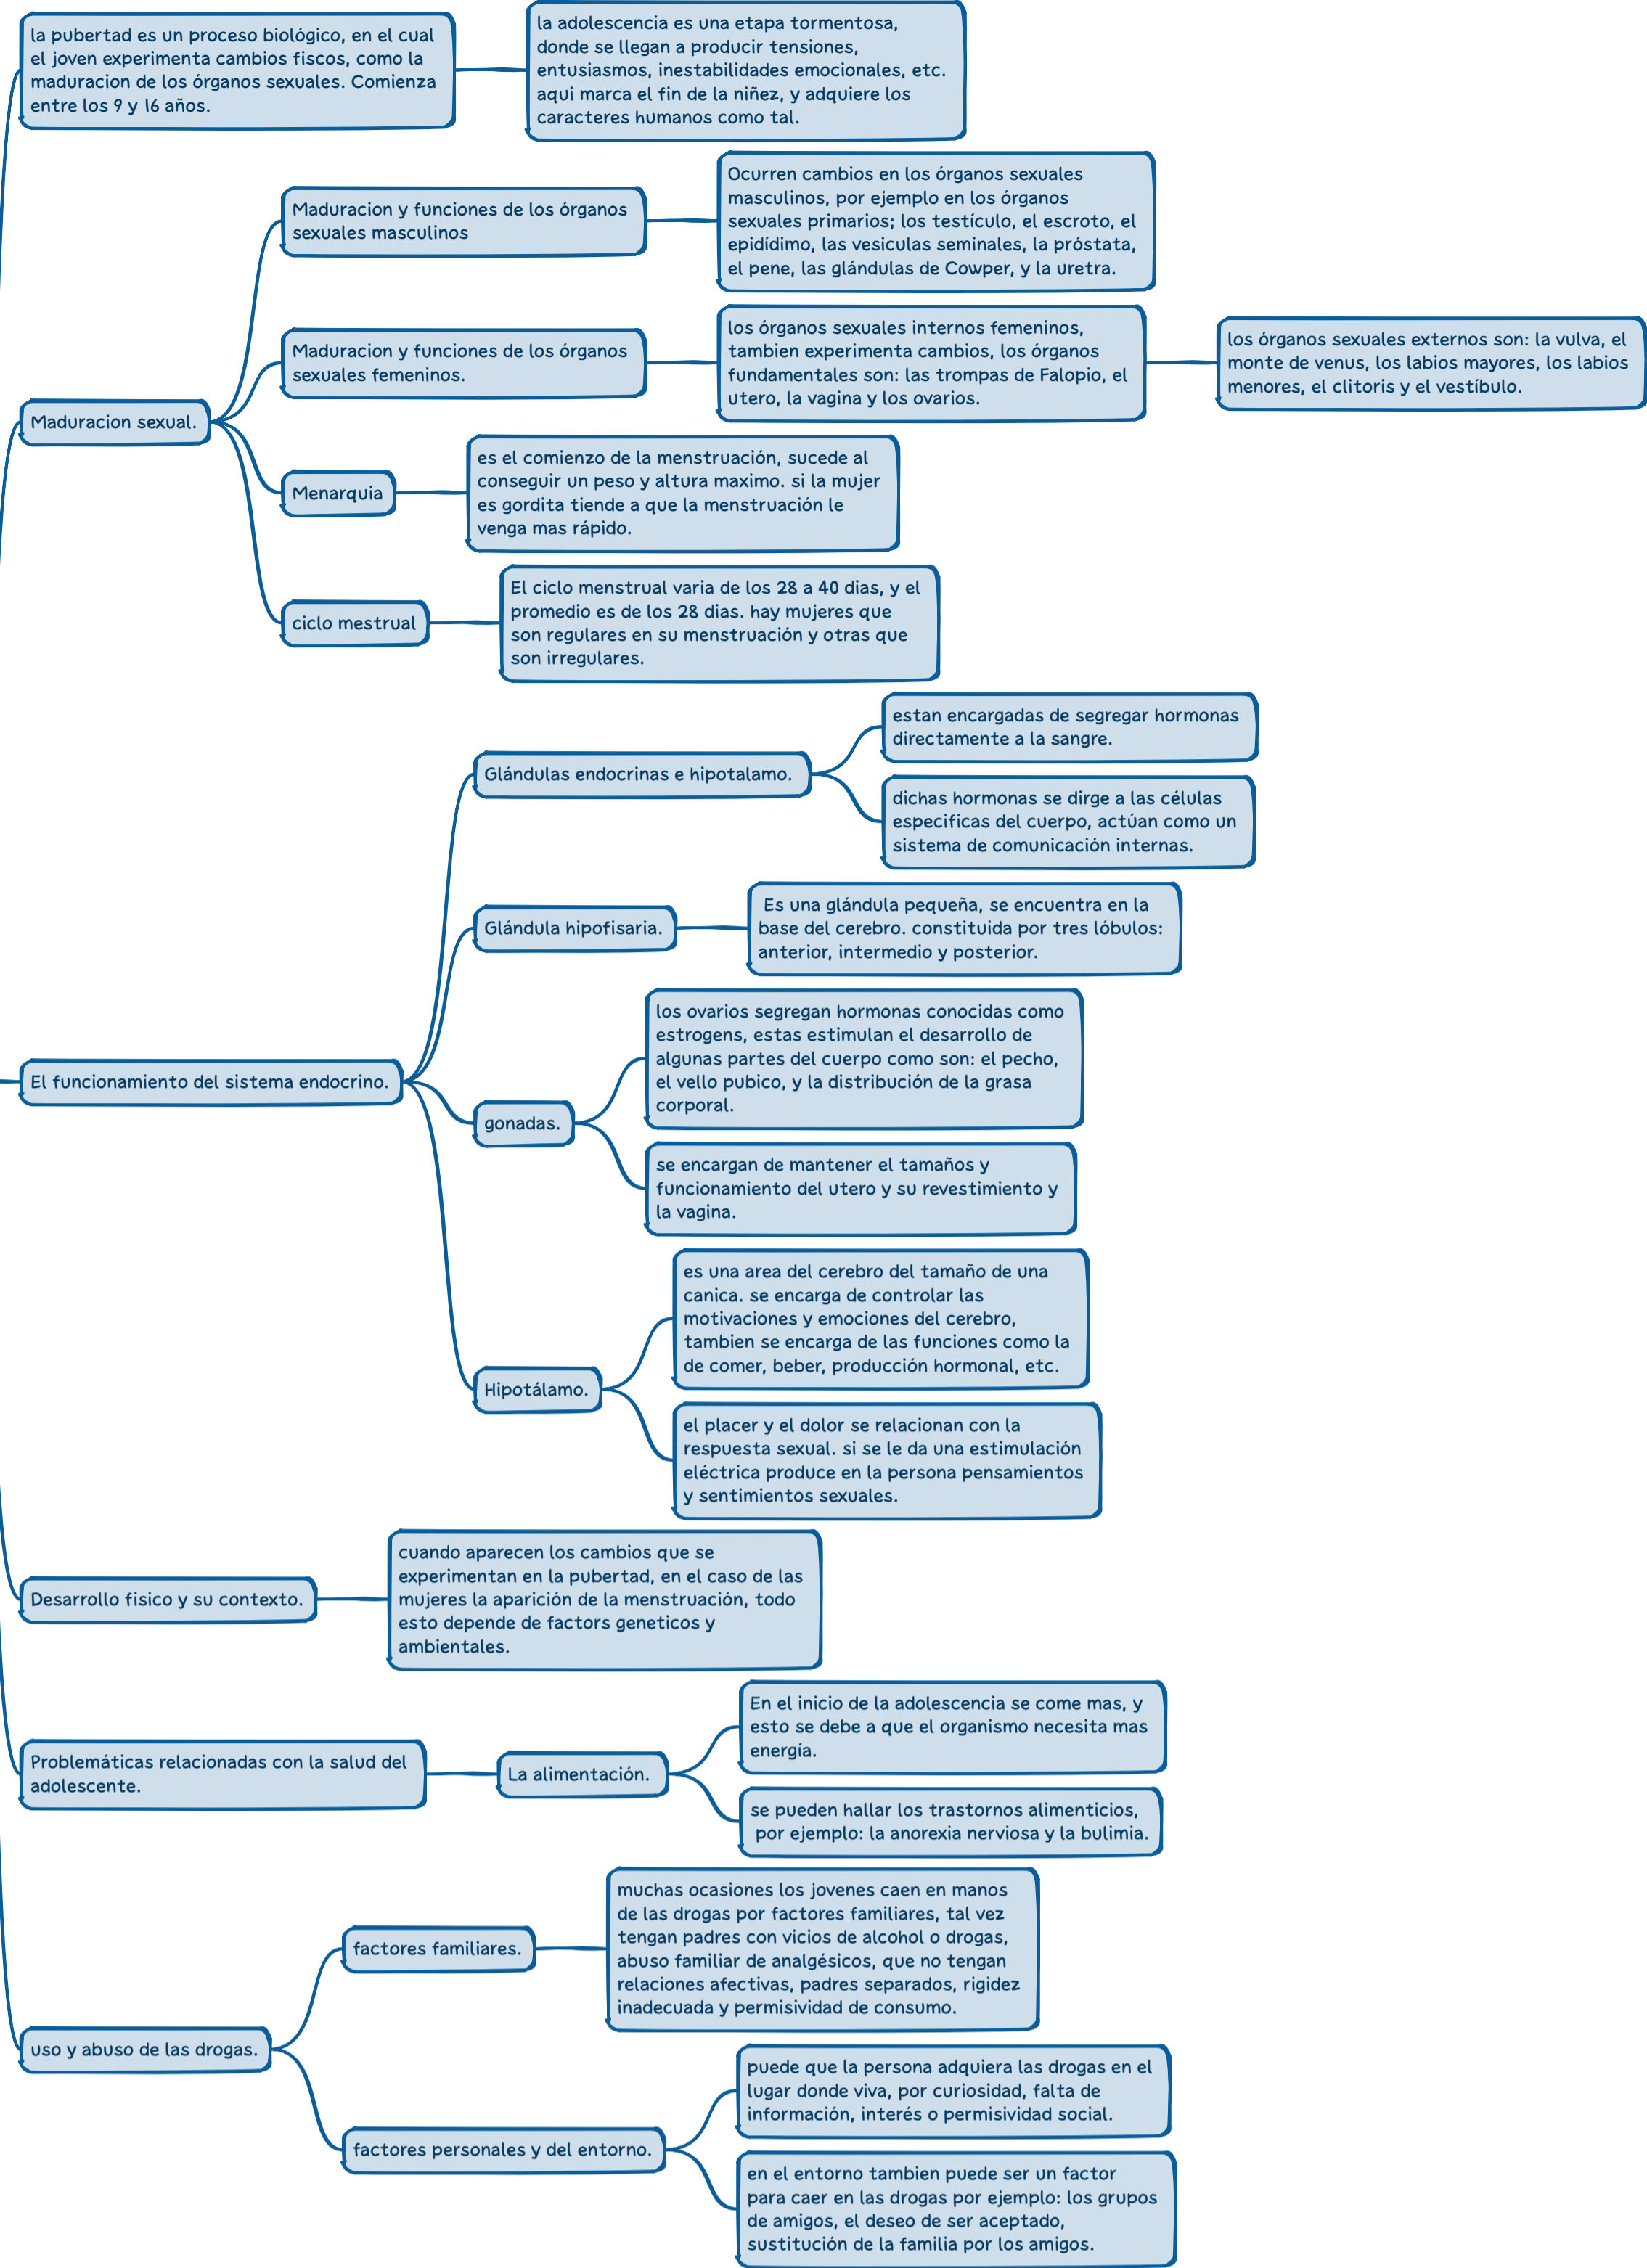 la pubertad es un proceso biológico, en el cual
el joven experimenta cambios fiscos, como la
maduracion de los órganos sexuales. Comienza
entre los 9 y 16 años.
la adolescencia es una etapa tormentosa,
donde se llegan a producir tensiones,
entusiasmos, inestabilidades emocionales, etc.
aqui marca el fin de la niñez, y adquiere los
caracteres humanos como tal.
Maduracion sexual.
Maduracion y funciones de los órganos
sexuales masculinos
Ocurren cambios en los órganos sexuales
masculinos, por ejemplo en los órganos
sexuales primarios; los testículo, el escroto, el
epidídimo, las vesiculas seminales, la próstata,
el pene, las glándulas de Cowper, y la uretra.
Maduracion y funciones de los órganos
sexuales femeninos.
los órganos sexuales internos femeninos,
tambien experimenta cambios, los órganos
fundamentales son: las trompas de Falopio, el
utero, la vagina y los ovarios.
los órganos sexuales externos son: la vulva, el
monte de venus, los labios mayores, los labios
menores, el clitoris y el vestíbulo.
Menarquia
es el comienzo de la menstruación, sucede al
conseguir un peso y altura maximo. si la mujer
es gordita tiende a que la menstruación le
venga mas rápido.
ciclo mestrual
El ciclo menstrual varia de los 28 a 40 dias, y el
promedio es de los 28 dias. hay mujeres que
son regulares en su menstruación y otras que
son irregulares.
El funcionamiento del sistema endocrino.
Glándulas endocrinas e hipotalamo.
estan encargadas de segregar hormonas
directamente a la sangre.
dichas hormonas se dirge a las células
especificas del cuerpo, actúan como un
sistema de comunicación internas.
Glándula hipofisaria.
Es una glándula pequeña, se encuentra en la
base del cerebro. constituida por tres lóbulos:
anterior, intermedio y posterior.
gonadas.
los ovarios segregan hormonas conocidas como
estrogens, estas estimulan el desarrollo de
algunas partes del cuerpo como son: el pecho,
el vello pubico, y la distribución de la grasa
corporal.
se encargan de mantener el tamaños y
funcionamiento del utero y su revestimiento y
la vagina.
Hipotálamo.
es una area del cerebro del tamaño de una
canica. se encarga de controlar las
motivaciones y emociones del cerebro,
tambien se encarga de las funciones como la
de comer, beber, producción hormonal, etc.
el placer y el dolor se relacionan con la
respuesta sexual. si se le da una estimulación
eléctrica produce en la persona pensamientos
y sentimientos sexuales.
Desarrollo fisico y su contexto.
cuando aparecen los cambios que se
experimentan en la pubertad, en el caso de las
mujeres la aparición de la menstruación, todo
esto depende de factors geneticos y
ambientales.
Problemáticas relacionadas con la salud del
adolescente.
La alimentación.
En el inicio de la adolescencia se come mas, y
esto se debe a que el organismo necesita mas
energía.
se pueden hallar los trastornos alimenticios,
por ejemplo: la anorexia nerviosa y la bulimia.
uso y abuso de las drogas.
factores familiares.
muchas ocasiones los jovenes caen en manos
de las drogas por factores familiares, tal vez
tengan padres con vicios de alcohol o drogas,
abuso familiar de analgésicos, que no tengan
relaciones afectivas, padres separados, rigidez
inadecuada y permisividad de consumo.
factores personales y del entorno.
puede que la persona adquiera las drogas en el
lugar donde viva, por curiosidad, falta de
información, interés o permisividad social.
en el entorno tambien puede ser un factor
para caer en las drogas por ejemplo: los grupos
de amigos, el deseo de ser aceptado,
sustitución de la familia por los amigos.